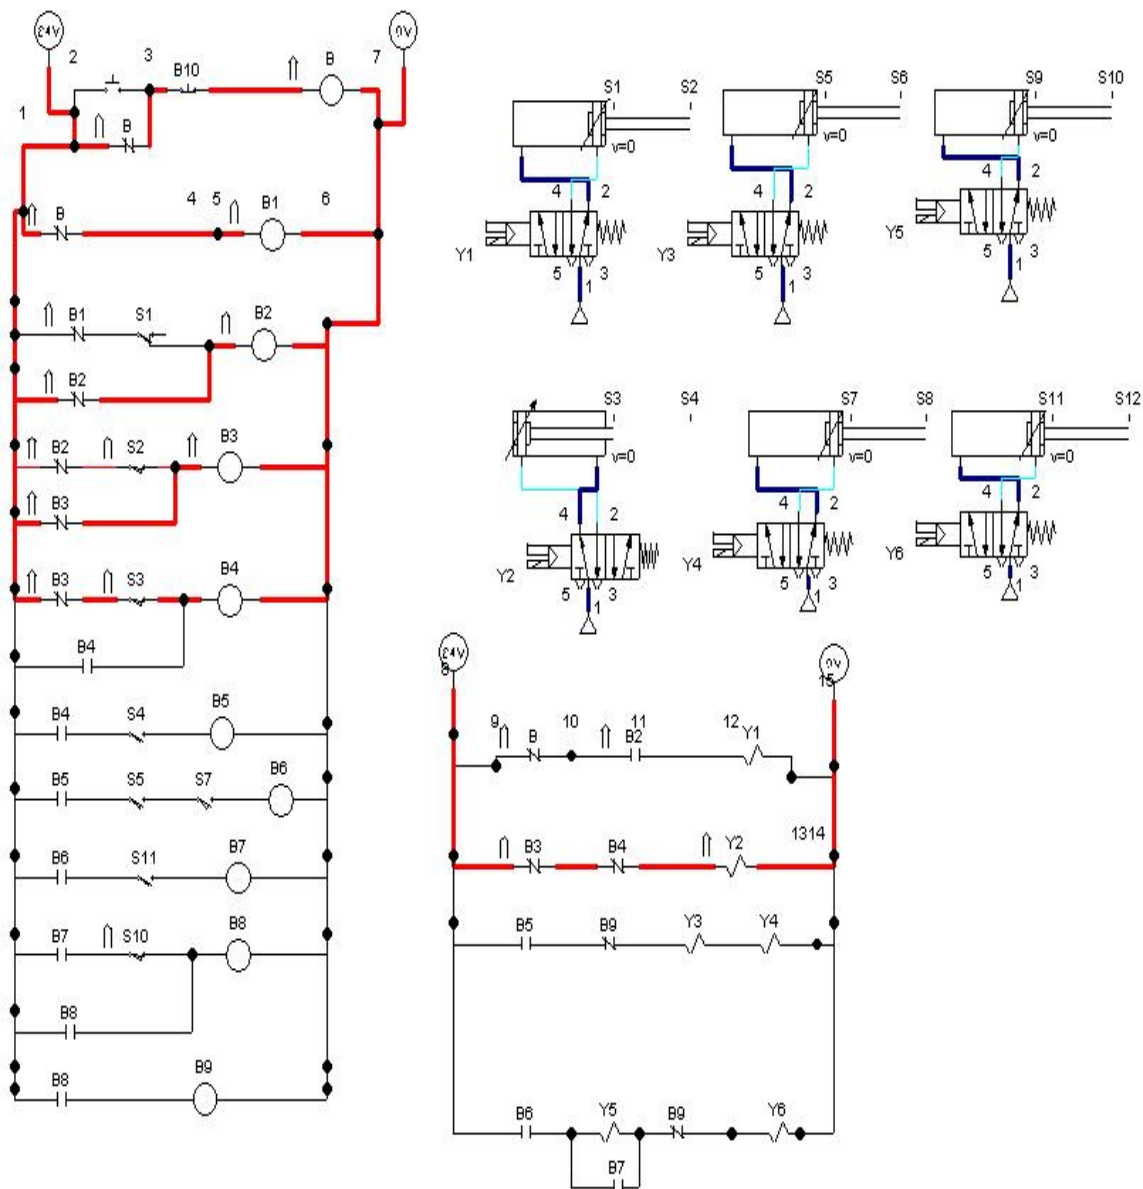 24V 0V
2 3 7
B10 B
1
B
4 5 6
B B1
B1 S1 B2
B2
B2 S2 B3
B3
B3 S3 B4
B4
B4 S4 B5
B5 S5 S7 B6
B6 S11 B7
B7 S10 B8
B8
B8 B9
S1 S2 S5 S6 S9 S10
v=0 v=0 v=0
4 2 4 2 4 2
Y1 Y3 Y5
5 3 5 3 5 3
1 1 1
S3 S4 S7 S8 S11 S12
v=0 v=0 v=0
4 2 4 2 4 2
Y2 Y4 Y6
5 3 5 3 5 3
1 1 1
24V 0V
8 15
9 10 11 12
B B2 Y1
1314
B3 B4 Y2
B5 B9 Y3 Y4
B6 Y5 B9 Y6
B7